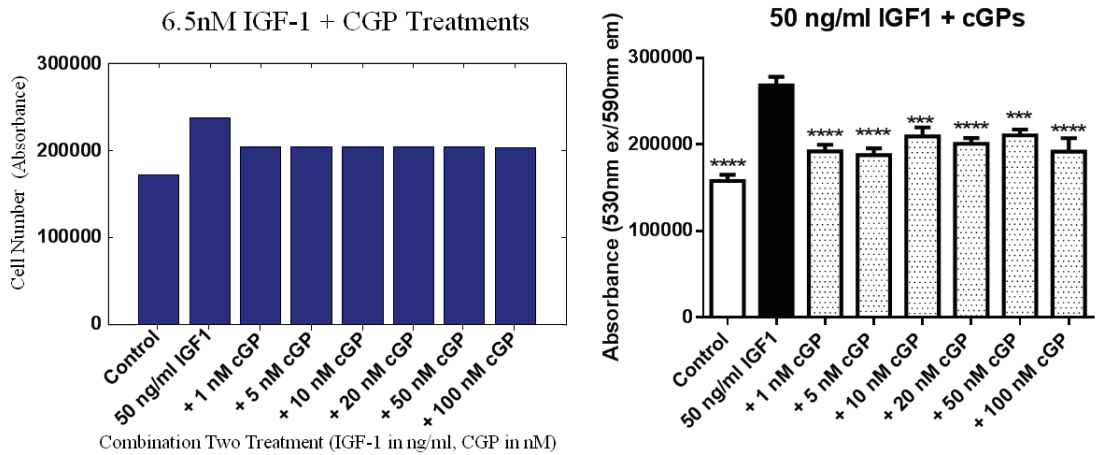 6.5nM IGF-1 + CGP Treatments
Cell Number (Absorbance)
300000
200000
100000
0
Control
50 ng/ml IGF1
+ 1 nM cGP
+ 5 nM cGP
+ 10 nM cGP
+ 20 nM cGP
+ 50 nM cGP
+ 100 nM cGP
Combination Two Treatment (IGF-1 in ng/ml, CGP in nM)
50 ng/ml IGF1 + cGPs
Absorbance (530nm ex/590nm em)
300000
200000
100000
0
****
****
****
***
****
***
****
Control
50 ng/ml IGF1
+ 1 nM cGP
+ 5 nM cGP
+ 10 nM cGP
+ 20 nM cGP
+ 50 nM cGP
+ 100 nM cGP